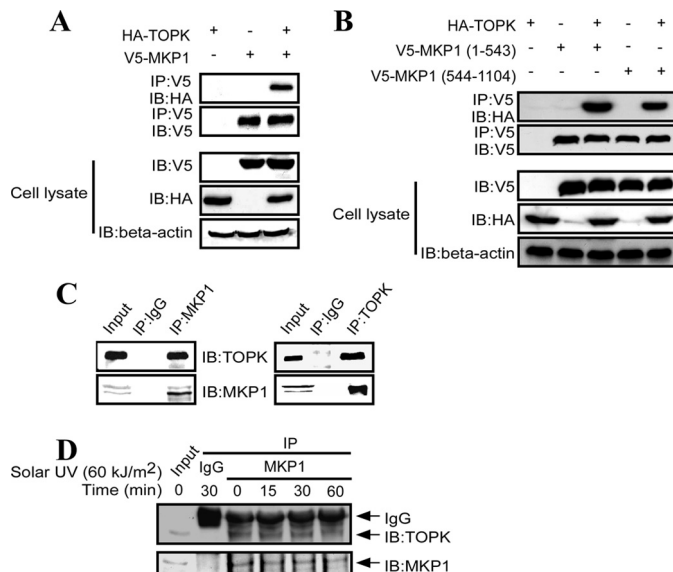 A
HA-TOPK + - +
V5-MKP1 - + +
IP:V5
IB:HA
IP:V5
IB:V5
Cell lysate
IB:V5
IB:HA
IB:beta-actin
B
HA-TOPK + - + - +
V5-MKP1 (1-543) - + + - -
V5-MKP1 (544-1104) - - - + +
IP:V5
IB:HA
IP:V5
IB:V5
Cell lysate
IB:V5
IB:HA
IB:beta-actin
C
Input IP:IgG IP:MKP1
Input IP:IgG IP:TOPK
IB:TOPK
IB:MKP1
D
Input
IP
IgG MKP1
Solar UV (60 kJ/m²)
Time (min) 0 30 0 15 30 60
IgG
IB:TOPK
IB:MKP1